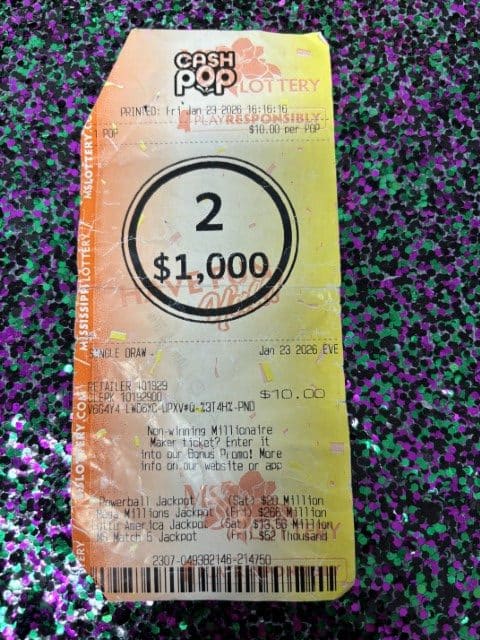 CASH
POP
LOTTERY
PRINTED: Fri Jan 23 2026 16:16:16
PLAY RESPONSIBLY
1 POP $10.00 per POP
2
$1,000
SINGLE DRAW - Jan 23 2026 EVE
RETAILER 101929
CLERK 10192900 $10.00
Non-winning Millionaire
Maker ticket? Enter it
into our Bonus Promo! More
info on our website or app
Powerball Jackpot (Sat) $20 Million
Mega Millions Jackpot (Fri) $266 Million
Lotto America Jackpot (Sat) $13.56 Million
MS Match 5 Jackpot (Fri) $52 Thousand
2307-049382146-214750
MISSISSIPPI LOTTERY